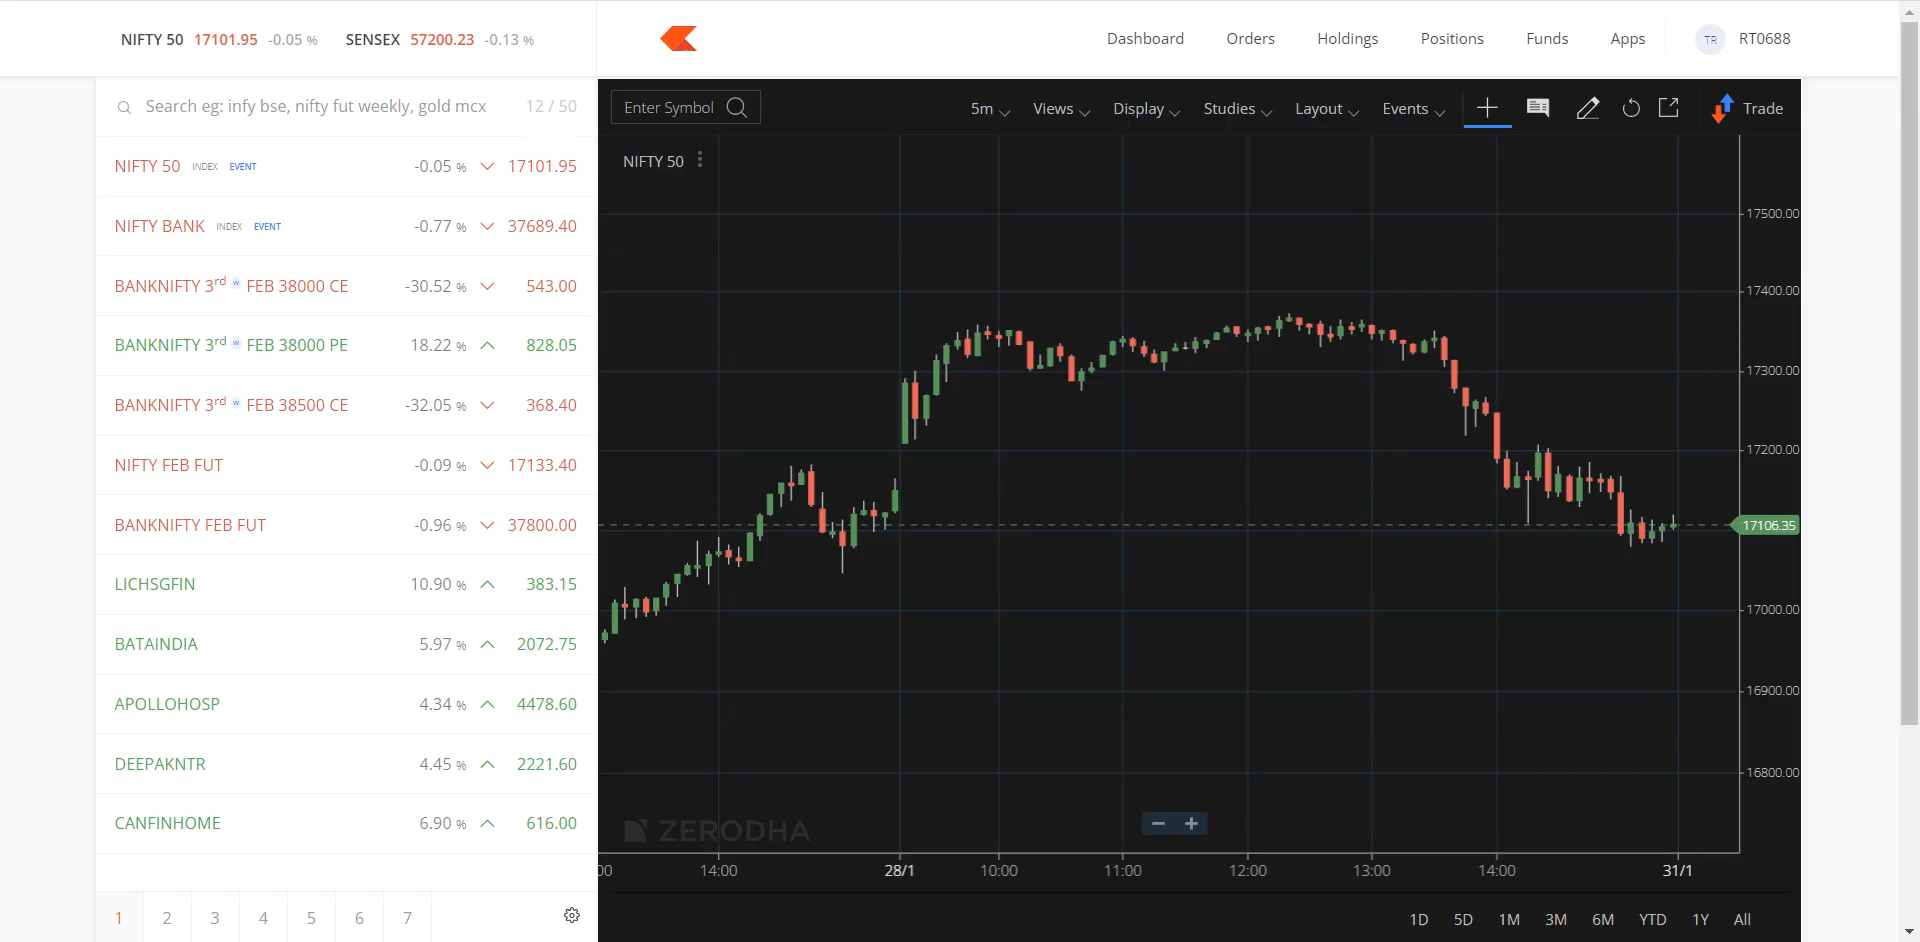 NIFTY 50 17101.95 -0.05 % SENSEX 57200.23 -0.13 %
Dashboard Orders Holdings Positions Funds Apps TR RT0688
Search eg: infy bse, nifty fut weekly, gold mcx 12 / 50
NIFTY 50 INDEX EVENT -0.05 % 17101.95
NIFTY BANK INDEX EVENT -0.77 % 37689.40
BANKNIFTY 3rd w FEB 38000 CE -30.52 % 543.00
BANKNIFTY 3rd w FEB 38000 PE 18.22 % 828.05
BANKNIFTY 3rd w FEB 38500 CE -32.05 % 368.40
NIFTY FEB FUT -0.09 % 17133.40
BANKNIFTY FEB FUT -0.96 % 37800.00
LICHSGFIN 10.90 % 383.15
BATAINDIA 5.97 % 2072.75
APOLLOHOSP 4.34 % 4478.60
DEEPAKNTR 4.45 % 2221.60
CANFINHOME 6.90 % 616.00
1 2 3 4 5 6 7
Enter Symbol 5m Views Display Studies Layout Events Trade
NIFTY 50
17500.00
17400.00
17300.00
17200.00
17106.35
17000.00
16900.00
16800.00
ZERODHA
00 14:00 28/1 10:00 11:00 12:00 13:00 14:00 31/1
1D 5D 1M 3M 6M YTD 1Y All